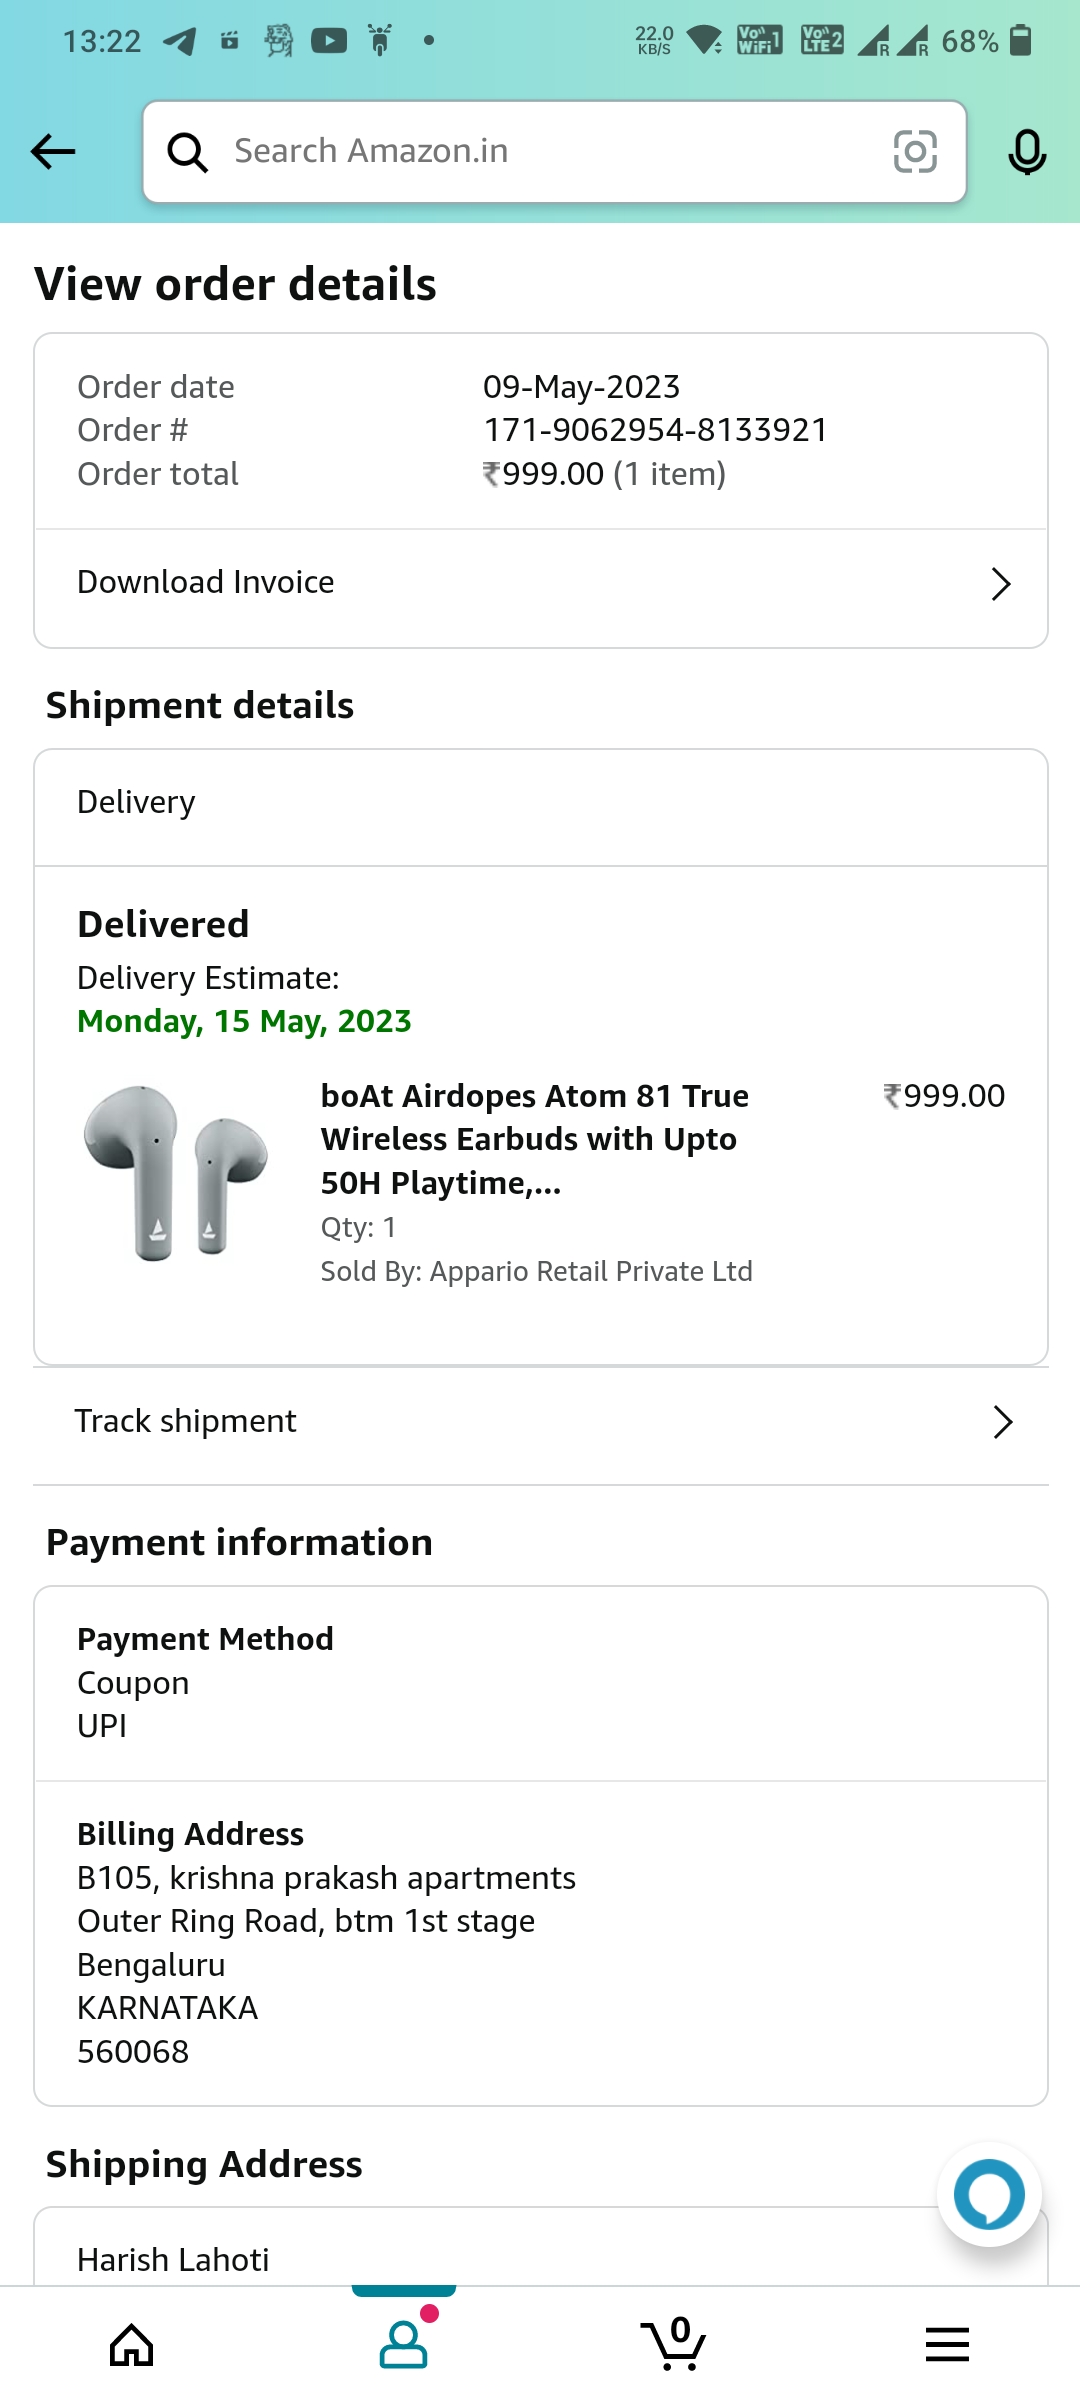 13:22
22.0 KB/S Vo WiFi 1 Vo LTE 2 R R 68%
Search Amazon.in
View order details
Order date 09-May-2023
Order # 171-9062954-8133921
Order total ₹999.00 (1 item)
Download Invoice
Shipment details
Delivery
Delivered
Delivery Estimate:
Monday, 15 May, 2023
boAt Airdopes Atom 81 True ₹999.00
Wireless Earbuds with Upto
50H Playtime,...
Qty: 1
Sold By: Appario Retail Private Ltd
Track shipment
Payment information
Payment Method
Coupon
UPI
Billing Address
B105, krishna prakash apartments
Outer Ring Road, btm 1st stage
Bengaluru
KARNATAKA
560068
Shipping Address
Harish Lahoti
0